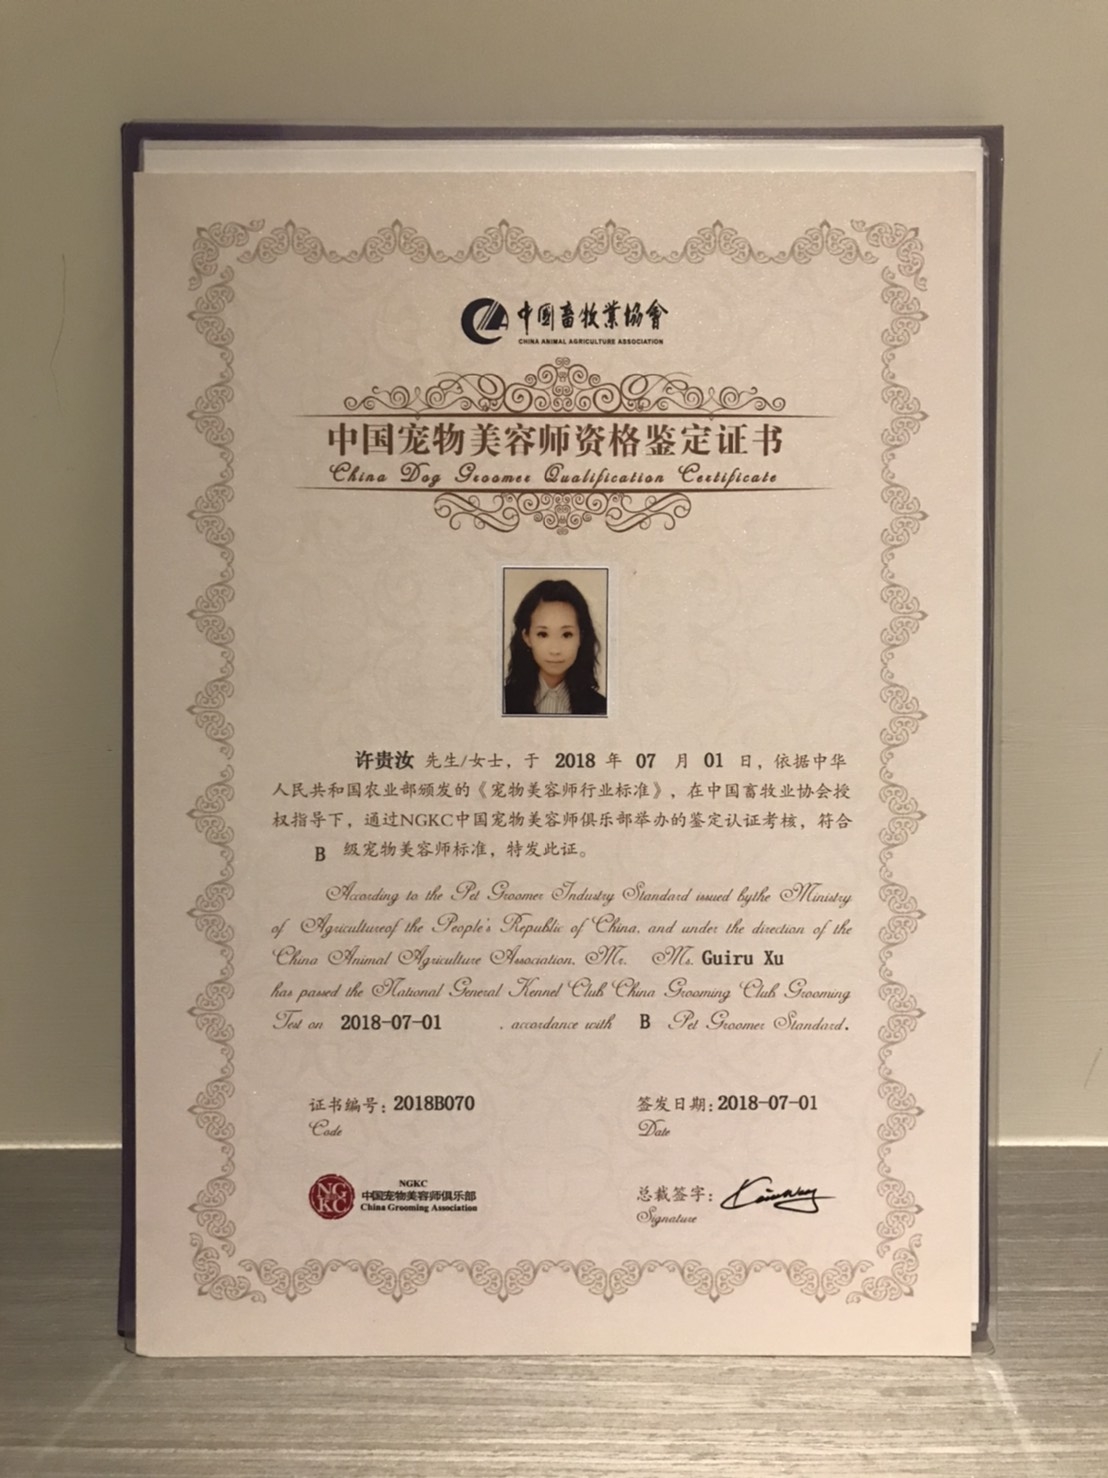 中國畜牧業協會
CHINA ANIMAL AGRICULTURE ASSOCIATION
中国宠物美容师资格鉴定证书
China Dog Groomer Qualification Certificate
许贵汝 先生/女士，于 2018 年 07 月 01 日，依据中华
人民共和国农业部颁发的《宠物美容师行业标准》，在中国畜牧业协会授
权指导下，通过NGKC中国宠物美容师俱乐部举办的鉴定认证考核，符合
B 级宠物美容师标准，特发此证。
According to the Pet Groomer Industry Standard issued bythe Ministry
of Agricultureof the People's Republic of China, and under the direction of the
China Animal Agriculture Association, Mr. Ms. Guiru Xu
has passed the National General Kennel Club China Grooming Club Grooming
Test on 2018-07-01 , accordance with B Pet Groomer Standard.
证书编号: 2018B070 签发日期: 2018-07-01
Code Date
NGKC
NGKC
中国宠物美容师俱乐部
China Grooming Association
总裁签字:
Signature